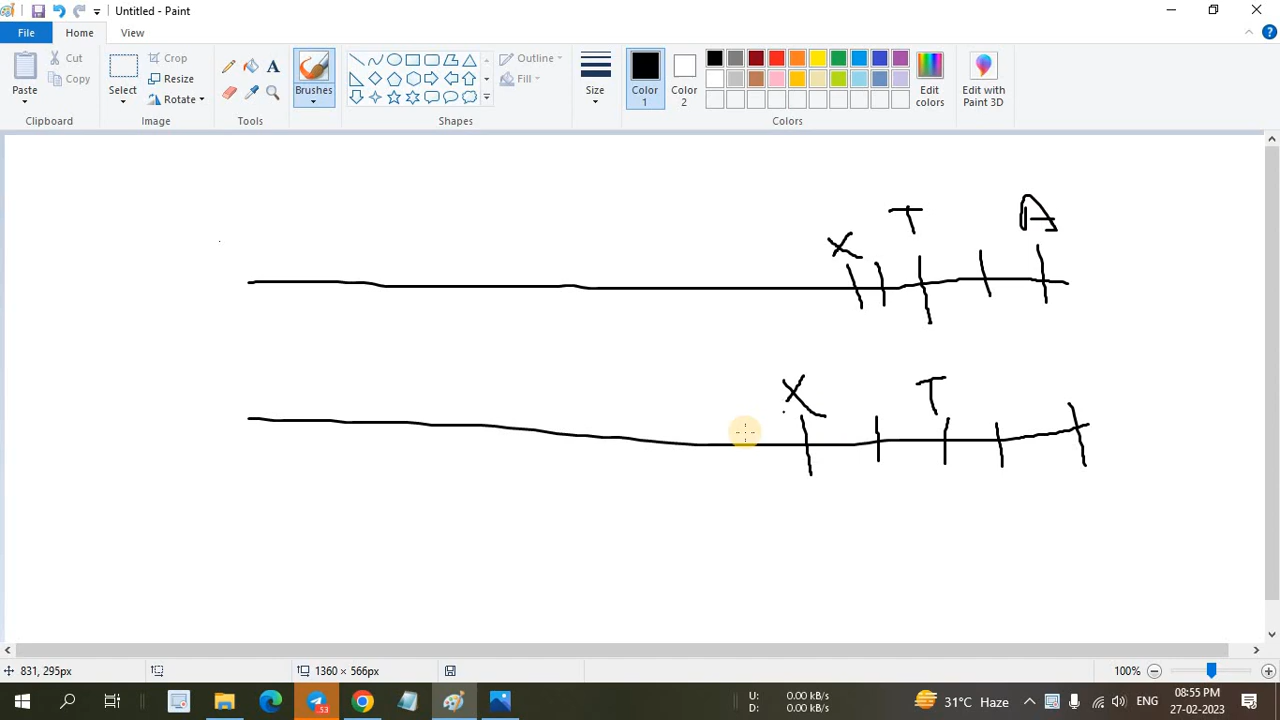 Untitled - Paint
File
Home
View
Paste
Cut
Copy
Clipboard
Select
Crop
Resize
Rotate
Image
Tools
A
Brushes
Outline
Fill
Shapes
Size
Color 1
Color 2
Edit colors
Edit with Paint 3D
Colors
T
A
X
T
X
831, 295px
1360 × 566px
100%
53
U: 0.00 kB/s
D: 0.00 kB/s
31°C Haze
ENG
08:55 PM
27-02-2023